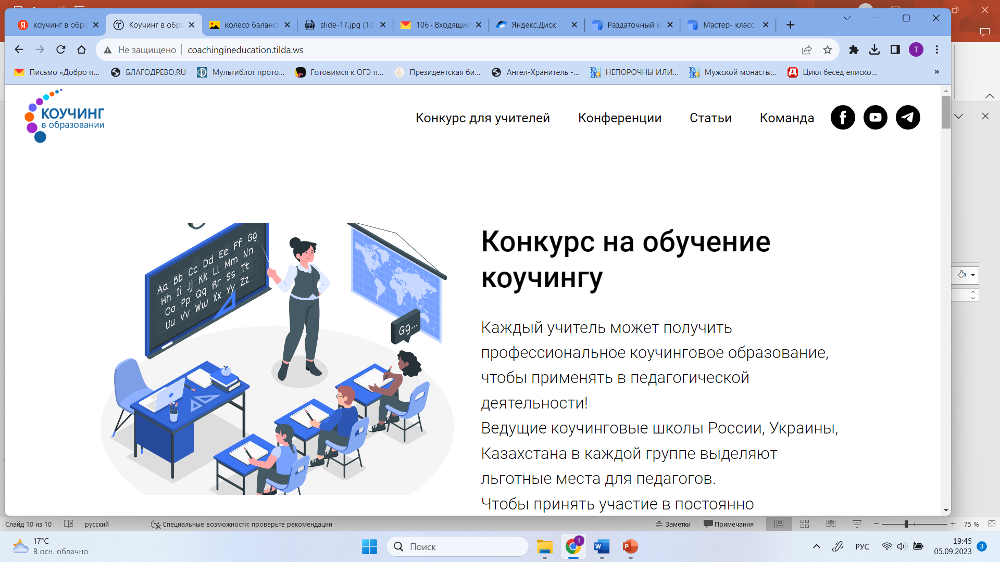 коучинг в обра
Коучинг в обра
колесо баланса
slide-17.jpg (10
106 · Входящие
Яндекс.Диск
Раздаточный м
Мастер- класс
Не защищено
coachingineducation.tilda.ws
T
Письмо «Добро п...
БЛАГОДРЕВО.RU
Мультиблог прото...
Готовимся к ОГЭ п...
Президентская би...
Ангел-Хранитель -...
НЕПОРОЧНЫ ИЛИ...
Мужской монасты...
Цикл бесед еписко...
»
КОУЧИНГ
в образовании
Конкурс для учителей
Конференции
Статьи
Команда
Aa Bb Cc Dd Ee Ff Gg
Hh Ii Jj Kk Ll Mm Nn
Oo Pp Qq Rr Ss Tt
Uu Vv Ww Xx Yy Zz
Gg...
Конкурс на обучение
коучингу
Каждый учитель может получить
профессиональное коучинговое образование,
чтобы применять в педагогической
деятельности!
Ведущие коучинговые школы России, Украины,
Казахстана в каждой группе выделяют
льготные места для педагогов.
Чтобы принять участие в постоянно
Слайд 10 из 10
русский
Специальные возможности: проверьте рекомендации
Заметки
Примечания
75 %
17°C
В осн. облачно
Поиск
T
W
P
РУС
19:45
05.09.2023
3